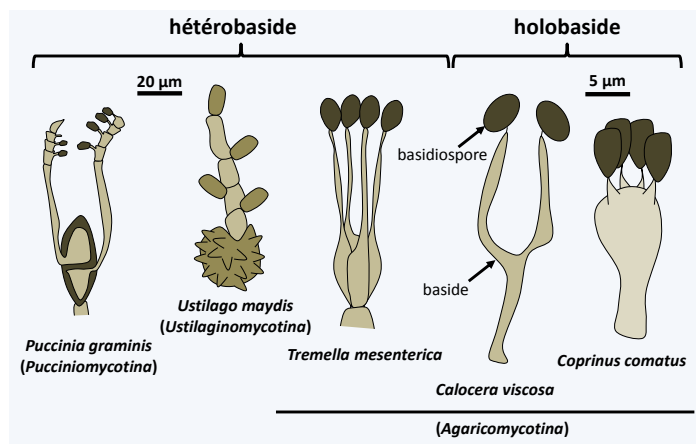 hétérobaside
holobaside
20 µm
5 µm
basidiospore
baside
Puccinia graminis
(Pucciniomycotina)
Ustilago maydis
(Ustilaginomycotina)
Tremella mesenterica
Calocera viscosa
Coprinus comatus
(Agaricomycotina)